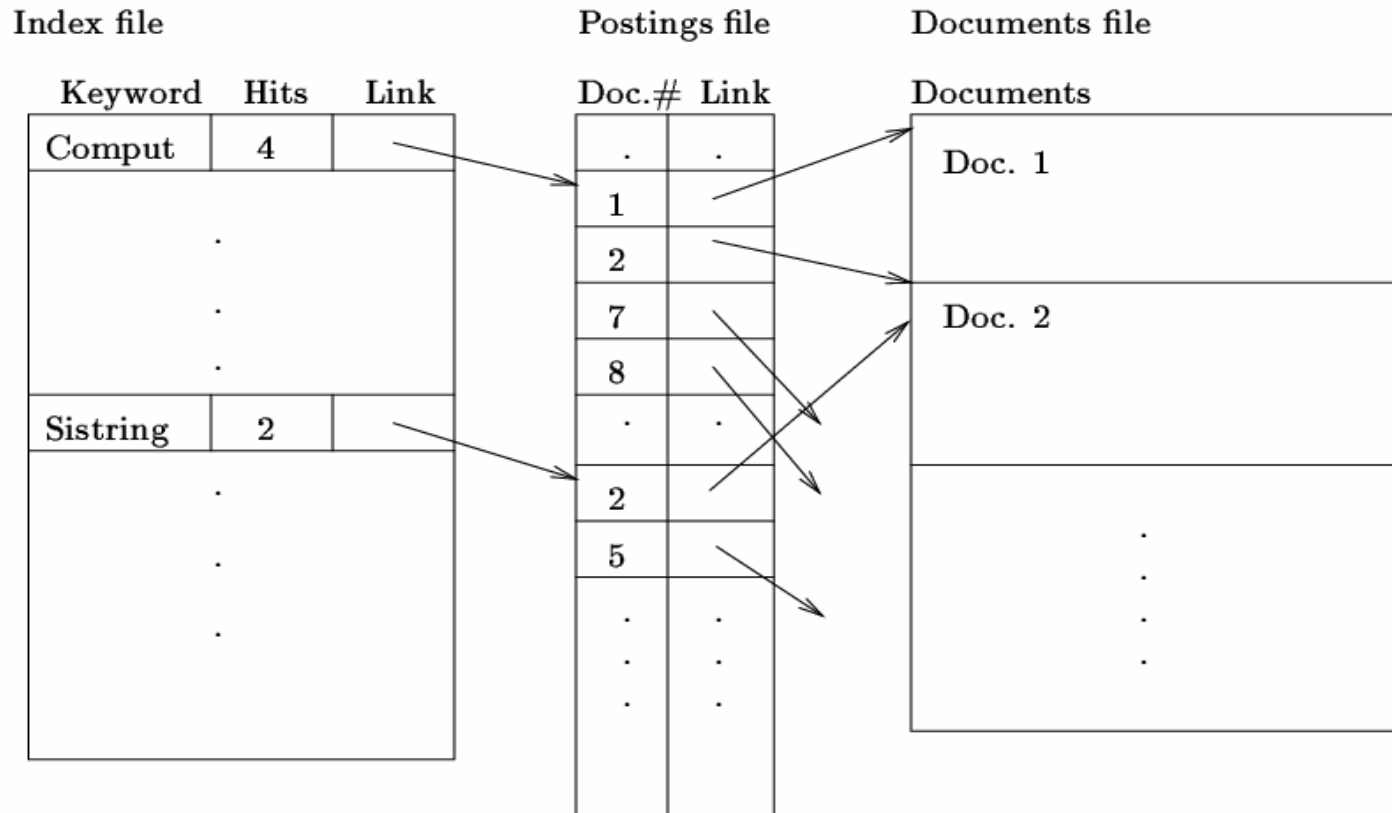 Index file Postings file Documents file
Keyword Hits Link Doc.# Link Documents
Comput 4 . .
Doc. 1
1
2
7 Doc. 2
8
Sistring 2 . .
2
5